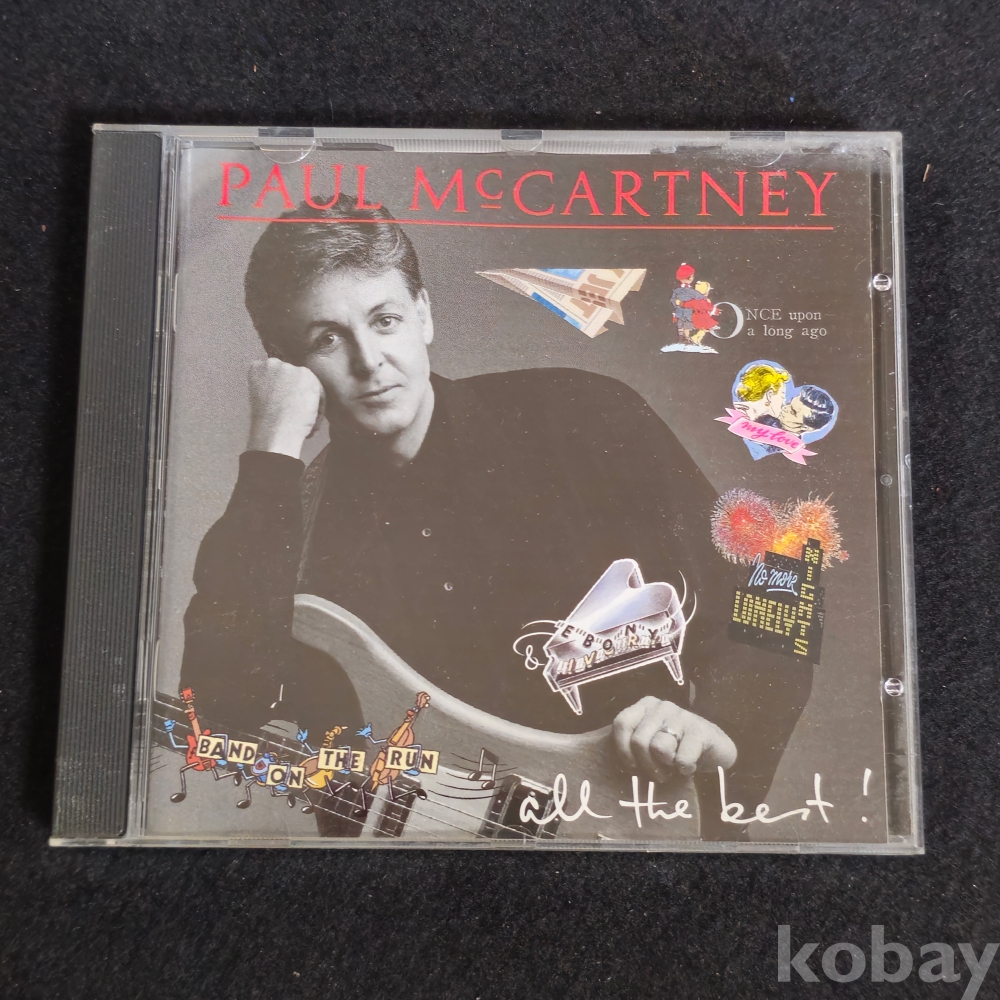 PAUL McCARTNEY
ONCE upon
a long ago
my love
No more
LONELY
NIGHTS
EBONY
& IVORY
BAND ON THE RUN
all the best!
kobay